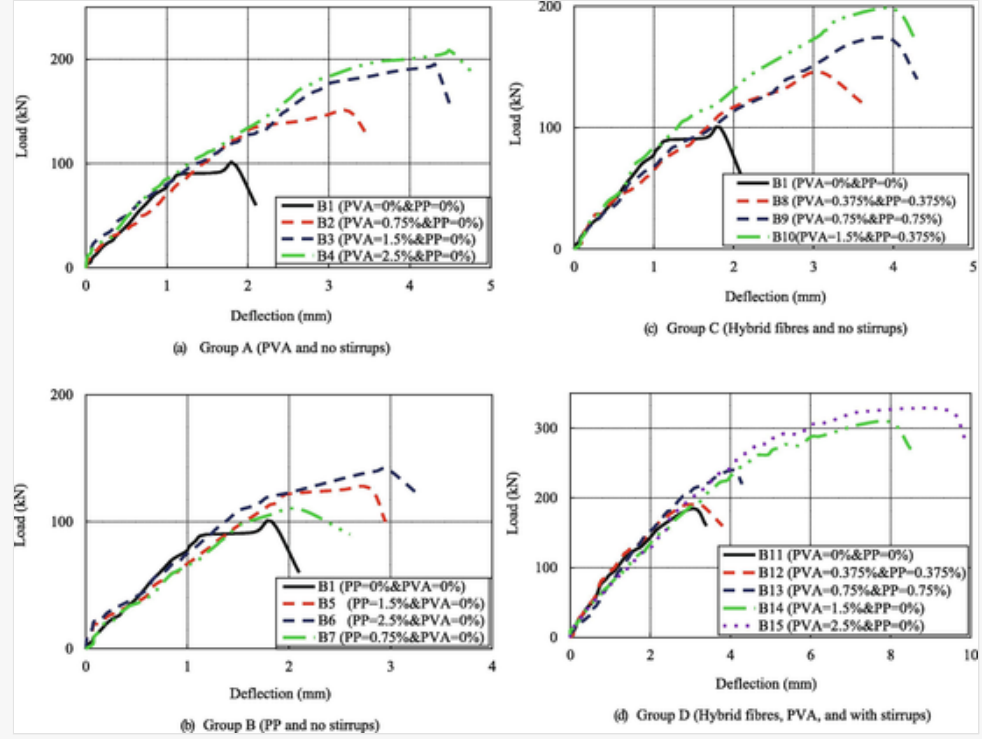 200
100
0
Load (kN)
0 1 2 3 4 5
B1 (PVA=0%&PP=0%)
B2 (PVA=0.75%&PP=0%)
B3 (PVA=1.5%&PP=0%)
B4 (PVA=2.5%&PP=0%)
Deflection (mm)
(a) Group A (PVA and no stirrups)
200
100
0
Load (kN)
0 1 2 3 4 5
B1 (PVA=0%&PP=0%)
B8 (PVA=0.375%&PP=0.375%)
B9 (PVA=0.75%&PP=0.75%)
B10(PVA=1.5%&PP=0.375%)
Deflection (mm)
(c) Group C (Hybrid fibres and no stirrups)
200
100
0
Load (kN)
0 1 2 3 4
B1 (PP=0%&PVA=0%)
B5 (PP=1.5%&PVA=0%)
B6 (PP=2.5%&PVA=0%)
B7 (PP=0.75%&PVA=0%)
Deflection (mm)
(b) Group B (PP and no stirrups)
300
200
100
0
Load (kN)
0 2 4 6 8 10
B11 (PVA=0%&PP=0%)
B12 (PVA=0.375%&PP=0.375%)
B13 (PVA=0.75%&PP=0.75%)
B14 (PVA=1.5%&PP=0%)
B15 (PVA=2.5%&PP=0%)
Deflection (mm)
(d) Group D (Hybrid fibres, PVA, and with stirrups)